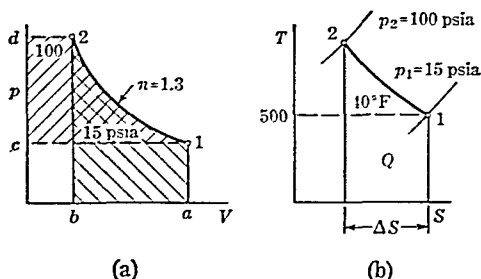 d
2
100
p
n=1.3
15 psia
c
1
b
a
V
(a)
T
p₂=100 psia
2
p₁=15 psia
10°F
500
1
Q
ΔS
S
(b)